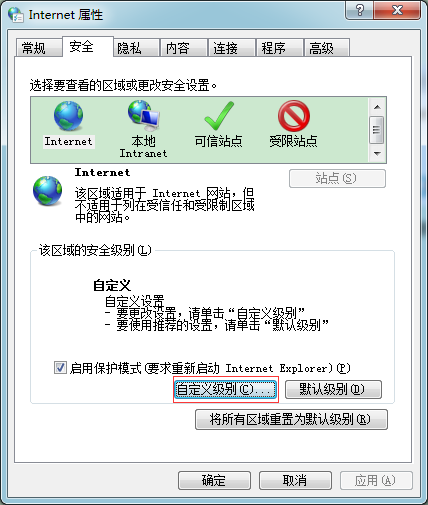 Internet 属性
?
常规 安全 隐私 内容 连接 程序 高级
选择要查看的区域或更改安全设置。
Internet 本地 Intranet 可信站点 受限站点
Internet
站点(S)
该区域适用于 Internet 网站，但
不适用于列在受信任和受限制区域
中的网站。
该区域的安全级别(L)
自定义
自定义设置
- 要更改设置，请单击“自定义级别”
- 要使用推荐的设置，请单击“默认级别”
启用保护模式(要求重新启动 Internet Explorer)(P)
自定义级别(C)... 默认级别(D)
将所有区域重置为默认级别(R)
确定 取消 应用(A)